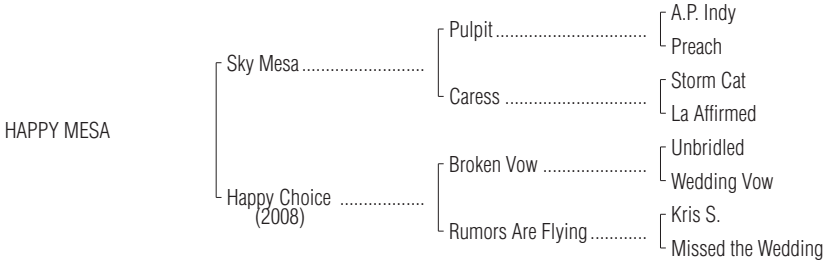 A.P. Indy
Pulpit ..............................
Preach
Sky Mesa ........................
Storm Cat
Caress ............................
La Affirmed
HAPPY MESA
Unbridled
Broken Vow .....................
Wedding Vow
Happy Choice .................
(2008)
Kris S.
Rumors Are Flying ...........
Missed the Wedding